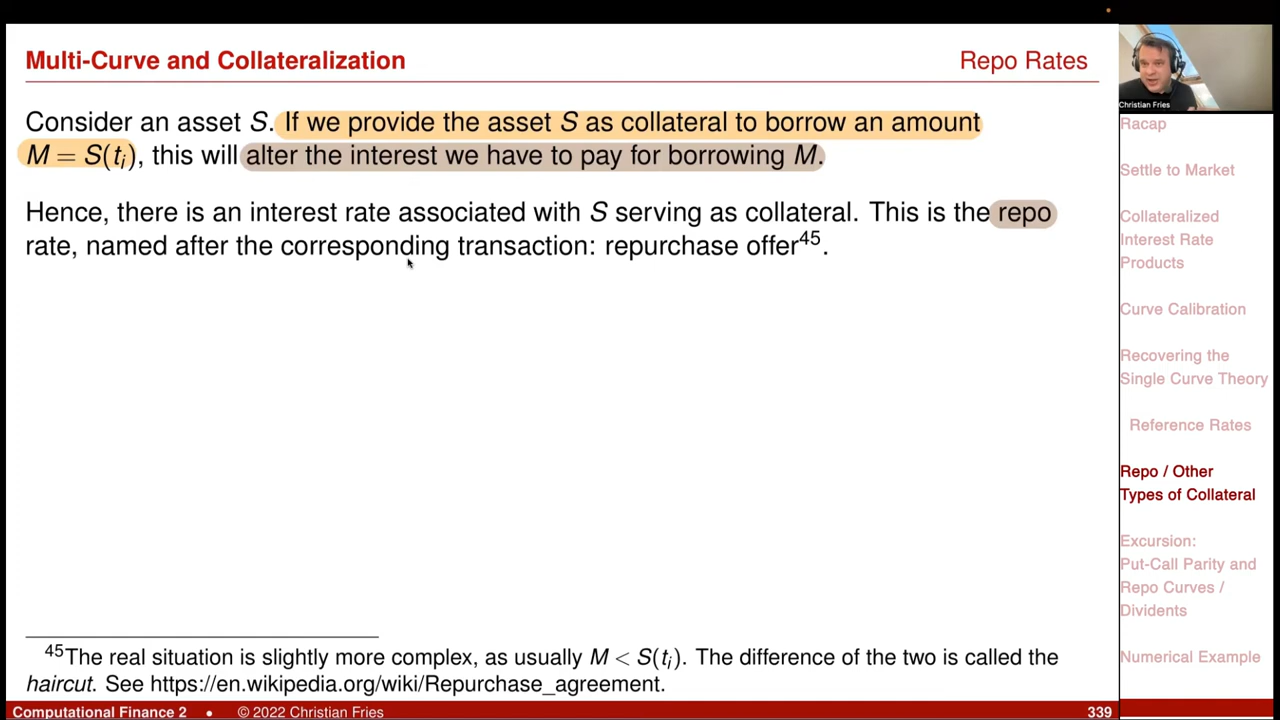 Multi-Curve and Collateralization
Repo Rates
Consider an asset S. If we provide the asset S as collateral to borrow an amount
M = S(tᵢ), this will alter the interest we have to pay for borrowing M.
Hence, there is an interest rate associated with S serving as collateral. This is the repo
rate, named after the corresponding transaction: repurchase offer⁴⁵.
⁴⁵The real situation is slightly more complex, as usually M < S(tᵢ). The difference of the two is called the
haircut. See https://en.wikipedia.org/wiki/Repurchase_agreement.
Christian Fries
Racap
Settle to Market
Collateralized
Interest Rate
Products
Curve Calibration
Recovering the
Single Curve Theory
Reference Rates
Repo / Other
Types of Collateral
Excursion:
Put-Call Parity and
Repo Curves /
Dividents
Numerical Example
Computational Finance 2 • © 2022 Christian Fries
339